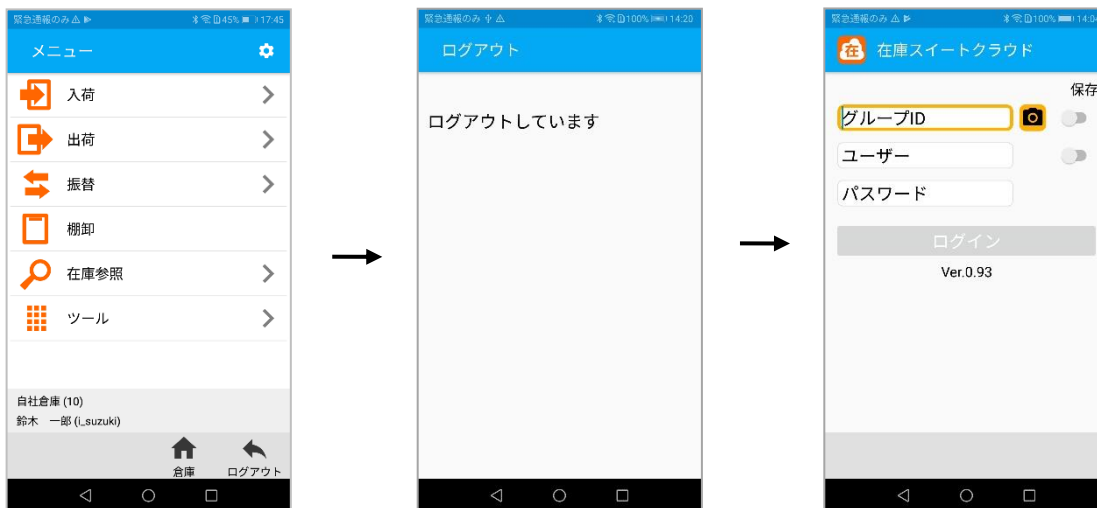 緊急通報のみ 45% 17:45
メニュー
入荷
出荷
振替
棚卸
在庫参照
ツール
自社倉庫 (10)
鈴木 一郎 (i_suzuki)
倉庫 ログアウト
緊急通報のみ 100% 14:20
ログアウト
ログアウトしています
緊急通報のみ 100% 14:04
在 在庫スイートクラウド
保存
グループID
ユーザー
パスワード
ログイン
Ver.0.93